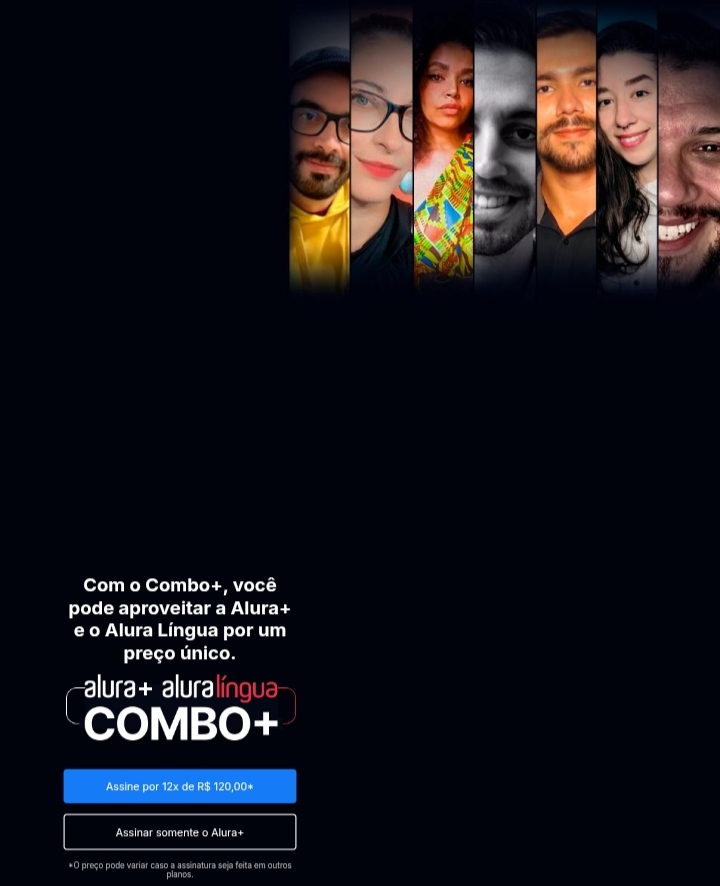 Com o Combo+, você
pode aproveitar a Alura+
e o Alura Língua por um
preço único.
alura+ aluralíngua
COMBO+
Assine por 12x de R$ 120,00*
Assinar somente o Alura+
*O preço pode variar caso a assinatura seja feita em outros
planos.